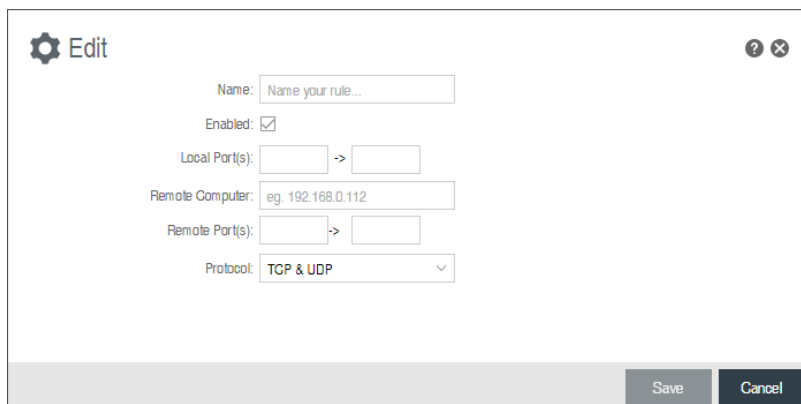 Edit
Name: Name your rule...
Enabled:
Local Port(s): ->
Remote Computer: eg. 192.168.0.112
Remote Port(s): ->
Protocol: TCP & UDP
Save Cancel